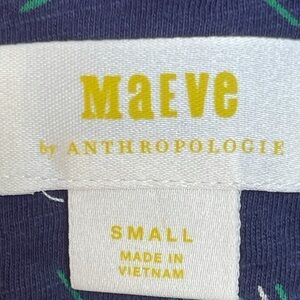 MaEVe
by ANTHROPOLOGIE
SMALL
MADE IN
VIETNAM